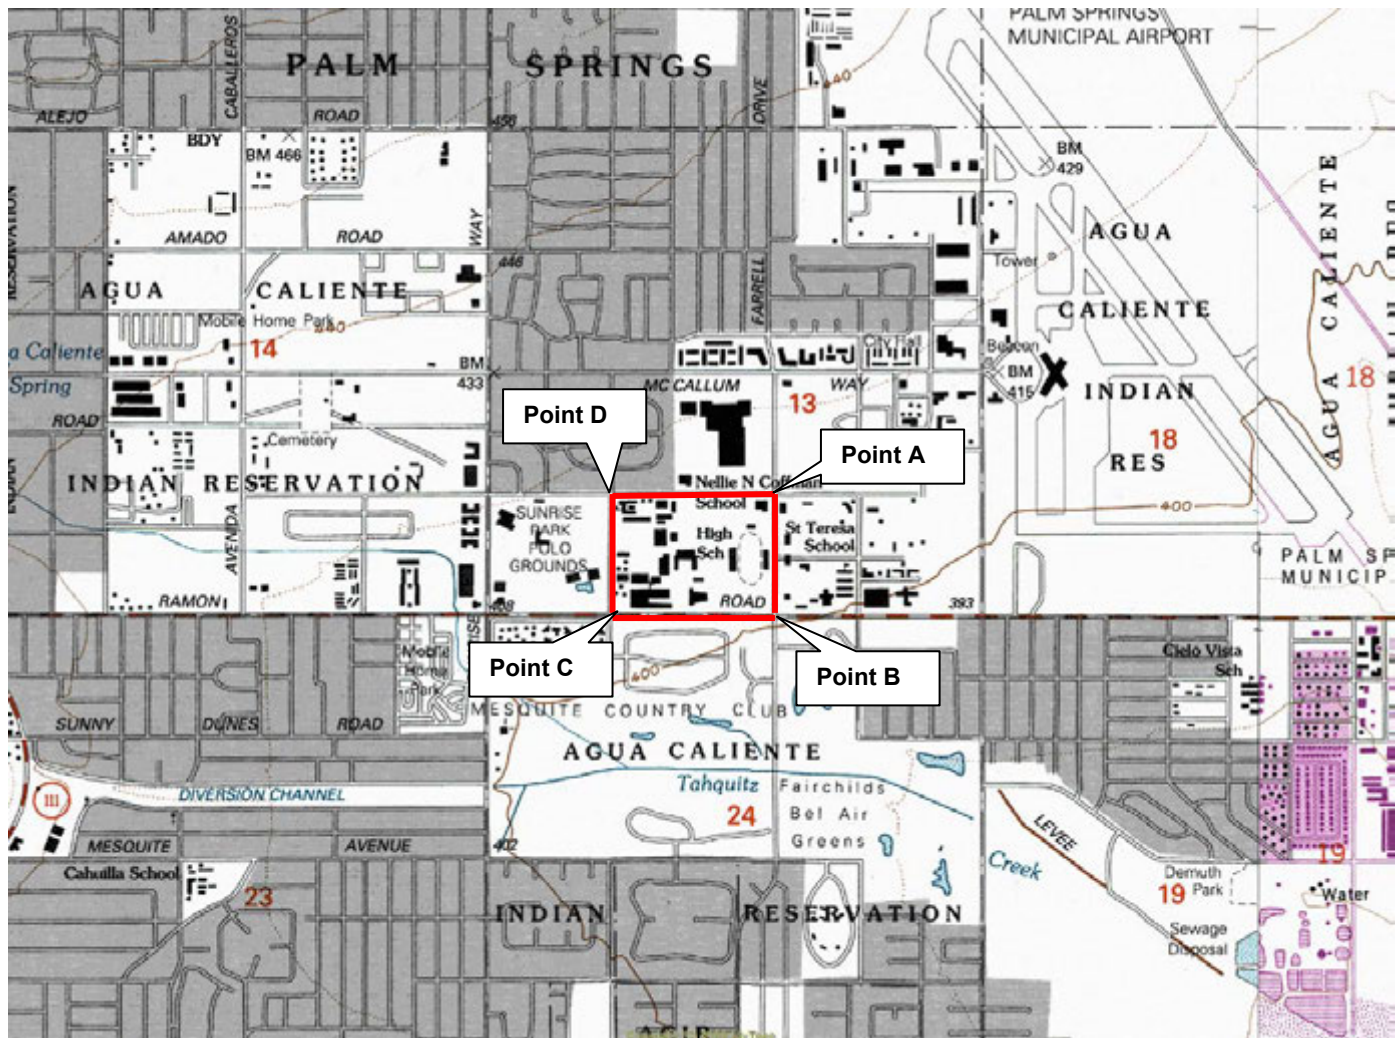 PALM SPRINGS
MUNICIPAL AIRPORT
PALM SPRINGS
CABALLEROS
DRIVE
440
ALEJO
ROAD
456
BDY
BM 466
BM
429
WAY
AMADO
ROAD
446
Tower
AGUA
CALIENTE
INDIAN
RES
AGUA CALIENTE
RESERVATION
AGUA CALIENTE
Mobile Home Park
440
14
a Caliente
Spring
ROAD
BM
433
FARRELL
City Hall
Beacon
BM
415
MC CALLUM
WAY
13
18
18
Point D
Point A
Cemetery
INDIAN RESERVATION
AVENIDA
Nellie N Coffman
School
High
Sch
St Teresa
School
SUNRISE
PARK
POLO
GROUNDS
400
PALM SP
MUNICIP
RAMON
408
ROAD
393
Mobile
Home
Park
Point C
400
Point B
Cielo Vista
Sch
SUNNY DUNES ROAD
MESQUITE COUNTRY CLUB
AGUA CALIENTE
Tahquitz
Fairchilds
Bel Air
Greens
24
111
DIVERSION CHANNEL
MESQUITE AVENUE
402
LEVEE
Creek
Cahuilla School
23
Demuth
Park
19
19
Water
INDIAN RESERVATION
Sewage
Disposal